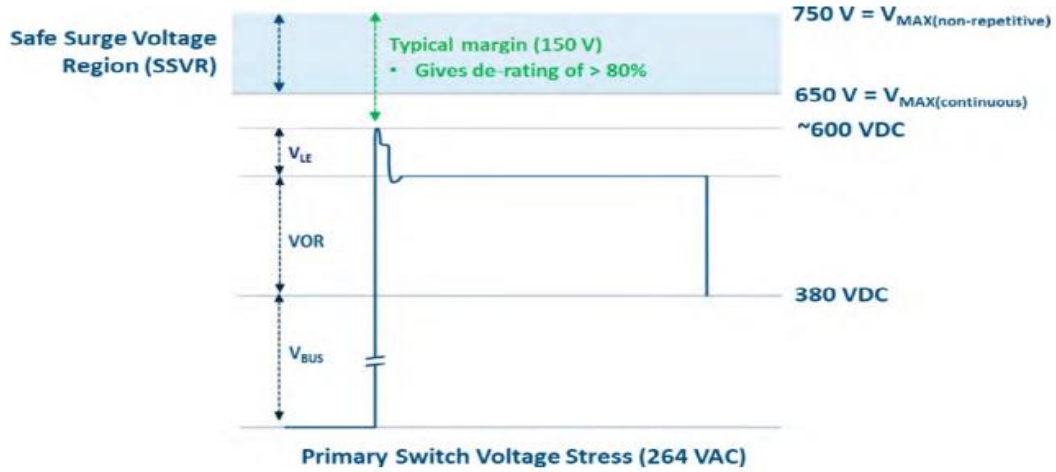 750 V = VMAX(non-repetitive)
Safe Surge Voltage
Region (SSVR)
Typical margin (150 V)
• Gives de-rating of > 80%
650 V = VMAX(continuous)
~600 VDC
VLE
VOR
380 VDC
VBUS
Primary Switch Voltage Stress (264 VAC)